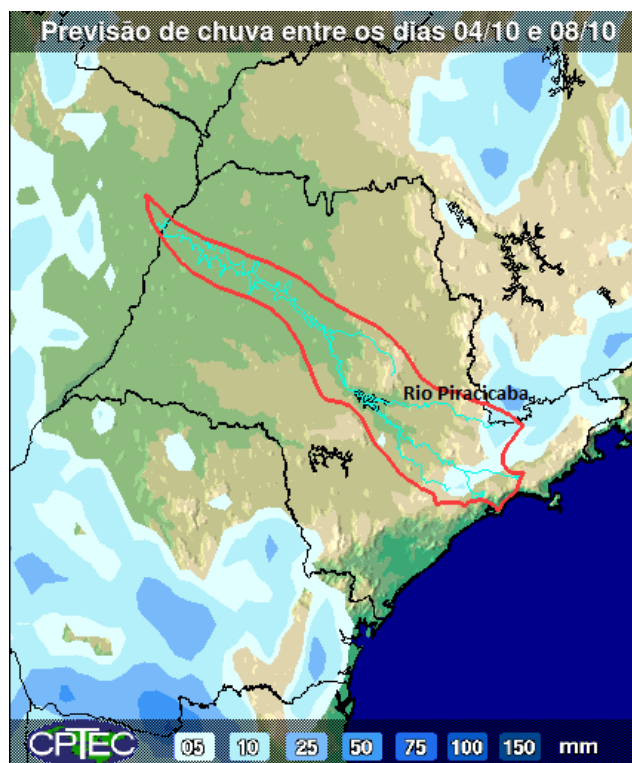 Previsão de chuva entre os dias 04/10 e 08/10
Rio Piracicaba
CPTEC 05 10 25 50 75 100 150 mm